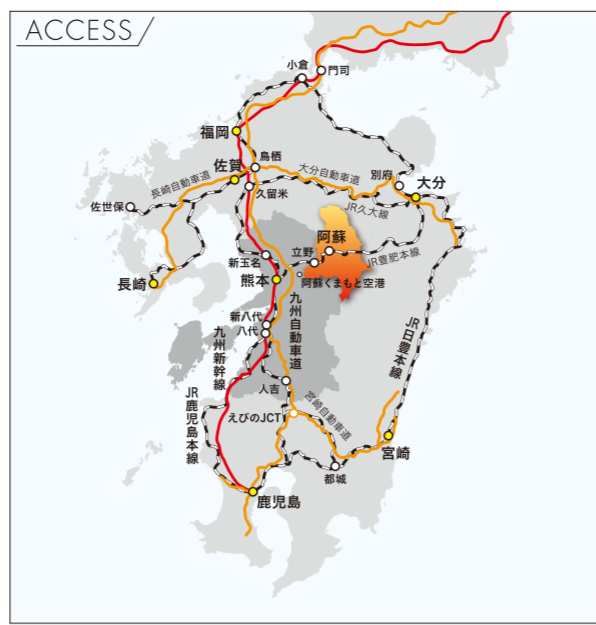 ACCESS
小倉
門司
福岡
鳥栖
佐賀
長崎自動車道
大分自動車道
別府
大分
佐世保
久留米
JR久大線
阿蘇
立野
JR豊肥本線
新玉名
長崎
熊本
阿蘇くまもと空港
九州自動車道
新八代
八代
九州新幹線
JR日豊本線
人吉
JR鹿児島本線
宮崎自動車道
えびのJCT
宮崎
都城
鹿児島